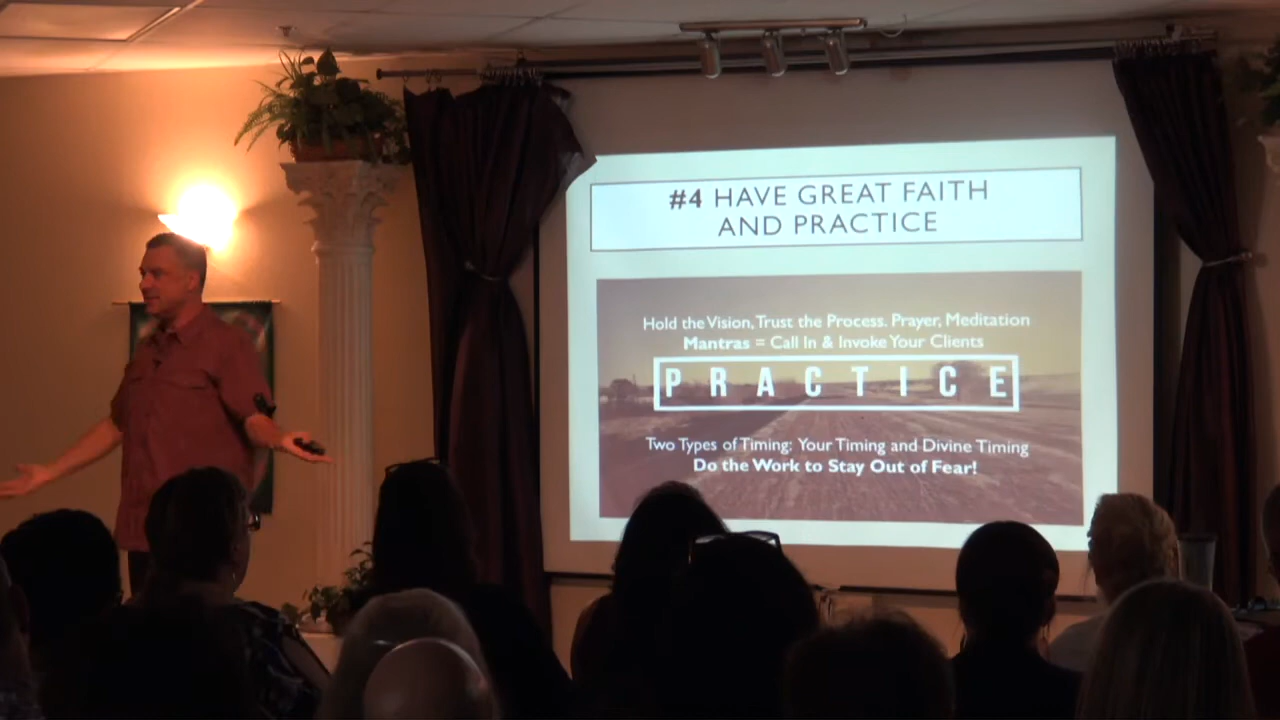 #4 HAVE GREAT FAITH
AND PRACTICE
Hold the Vision, Trust the Process. Prayer, Meditation
Mantras = Call In & Invoke Your Clients
PRACTICE
Two Types of Timing: Your Timing and Divine Timing
Do the Work to Stay Out of Fear!